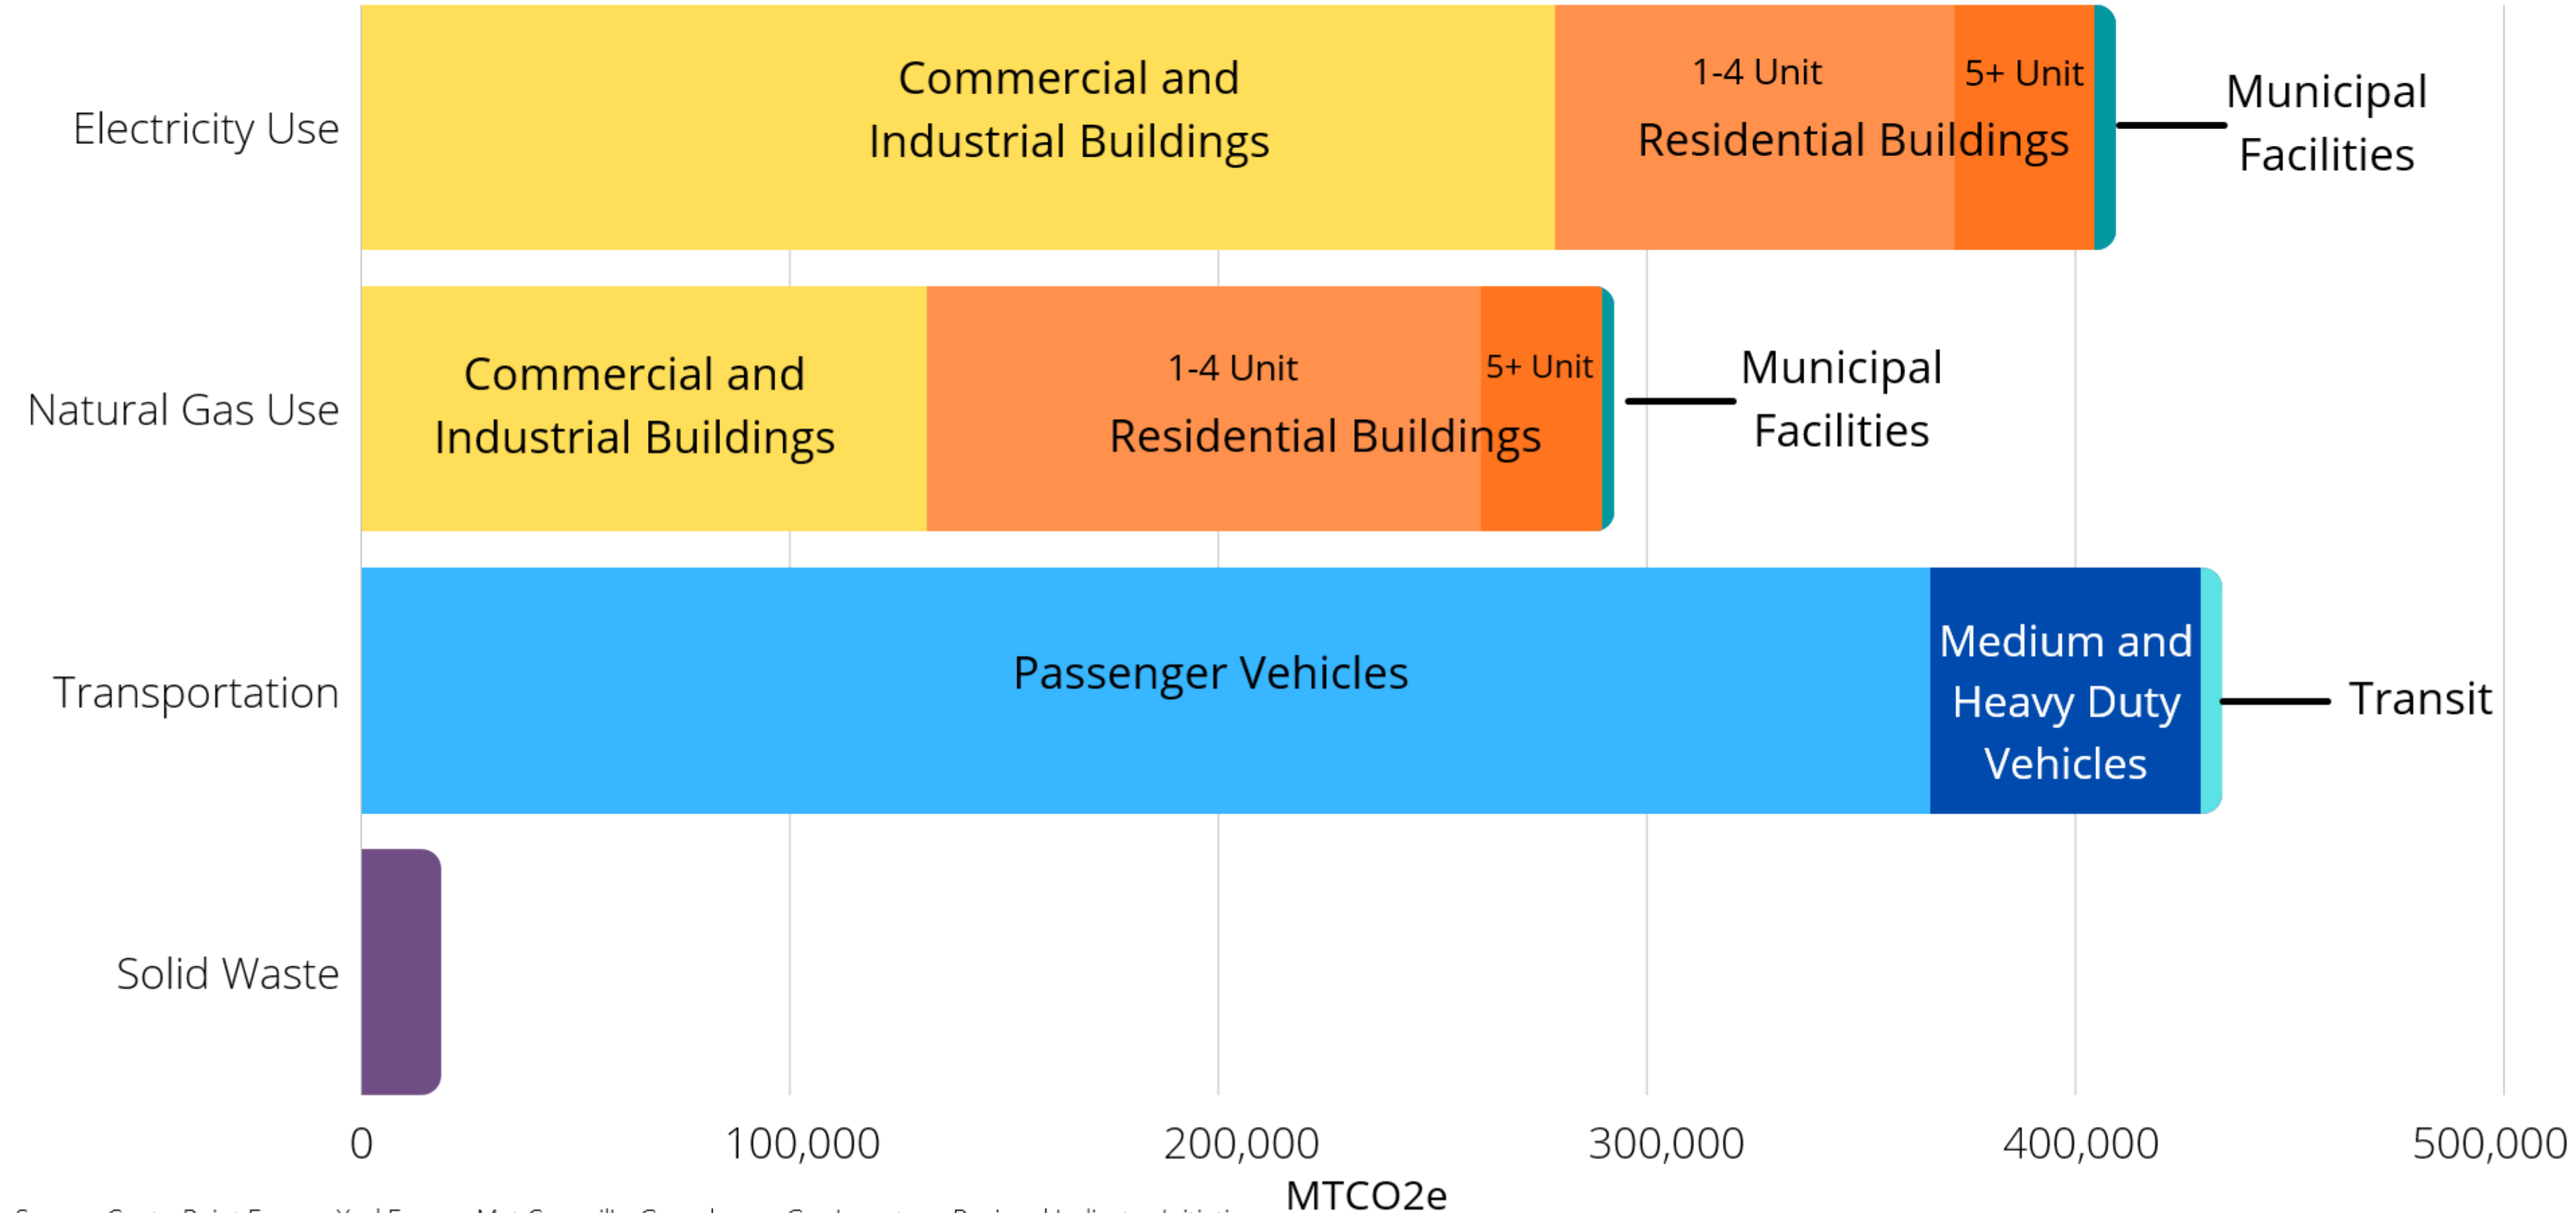 Electricity Use
Commercial and
Industrial Buildings
1-4 Unit
5+ Unit
Residential Buildings
Municipal
Facilities
Natural Gas Use
Commercial and
Industrial Buildings
1-4 Unit
5+ Unit
Residential Buildings
Municipal
Facilities
Transportation
Passenger Vehicles
Medium and
Heavy Duty
Vehicles
Transit
Solid Waste
0
100,000
200,000
300,000
400,000
500,000
MTCO2e